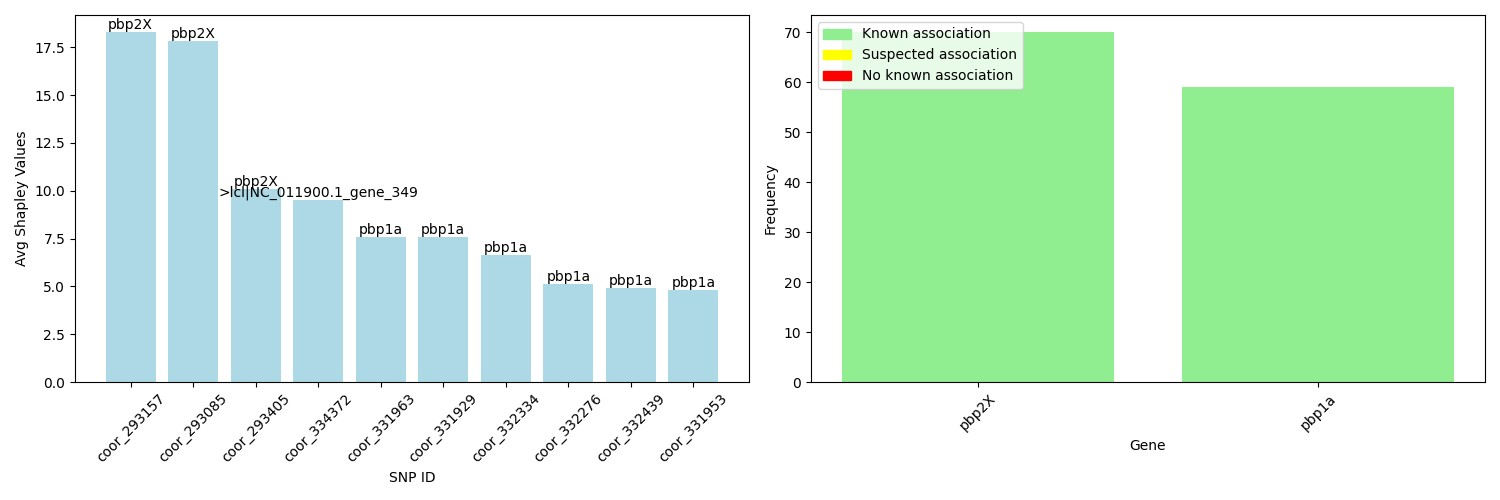 pbp2X
pbp2X
pbp2X
>lcl|NC_011900.1_gene_349
pbp1a
pbp1a
pbp1a
pbp1a
pbp1a
pbp1a
17.5
15.0
12.5
10.0
7.5
5.0
2.5
0.0
Avg Shapley Values
coor_293157
coor_293085
coor_293405
coor_334372
coor_331963
coor_331929
coor_332334
coor_332276
coor_332439
coor_331953
SNP ID
Known association
Suspected association
No known association
70
60
50
40
30
20
10
0
Frequency
pbp2X
pbp1a
Gene